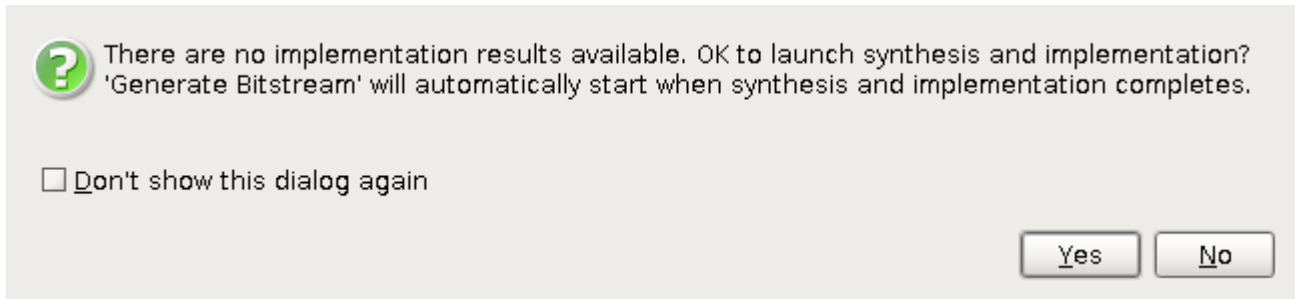 There are no implementation results available. OK to launch synthesis and implementation?
'Generate Bitstream' will automatically start when synthesis and implementation completes.
Don't show this dialog again
Yes No